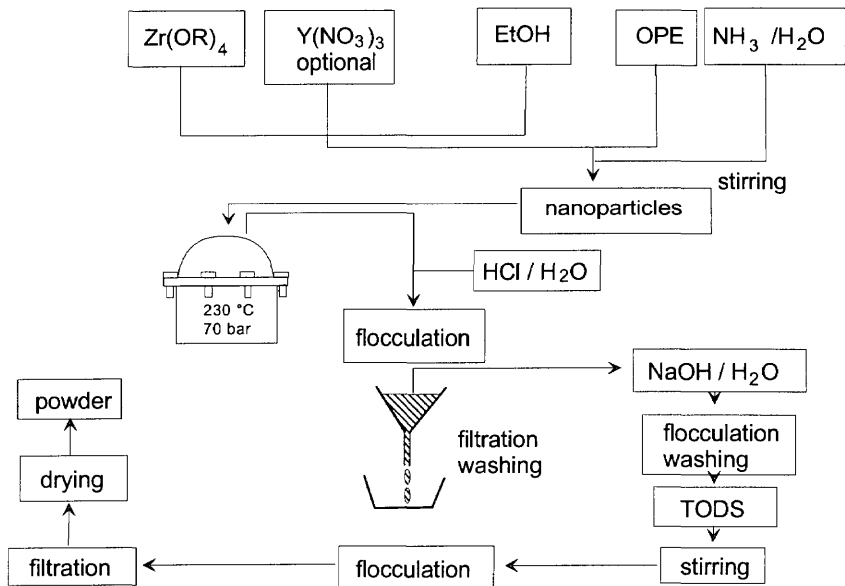 Zr(OR)4
Y(NO3)3
optional
EtOH
OPE
NH3 /H2O
stirring
nanoparticles
HCl / H2O
230 °C
70 bar
flocculation
NaOH / H2O
powder
filtration
washing
flocculation
washing
drying
TODS
filtration
flocculation
stirring